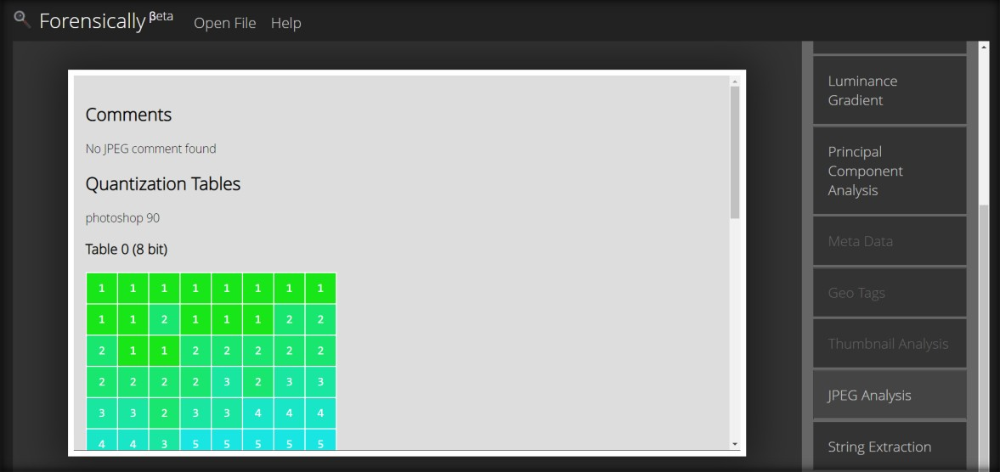 Forensically βeta Open File Help
Comments
No JPEG comment found
Quantization Tables
photoshop 90
Table 0 (8 bit)
1 1 1 1 1 1 1 1
1 1 2 1 1 1 2 2
2 1 1 2 2 2 2 2
2 2 2 2 3 2 3 3
3 3 2 3 3 4 4 4
4 4 3 5 5 5 5 5
Luminance
Gradient
Principal
Component
Analysis
Meta Data
Geo Tags
Thumbnail Analysis
JPEG Analysis
String Extraction